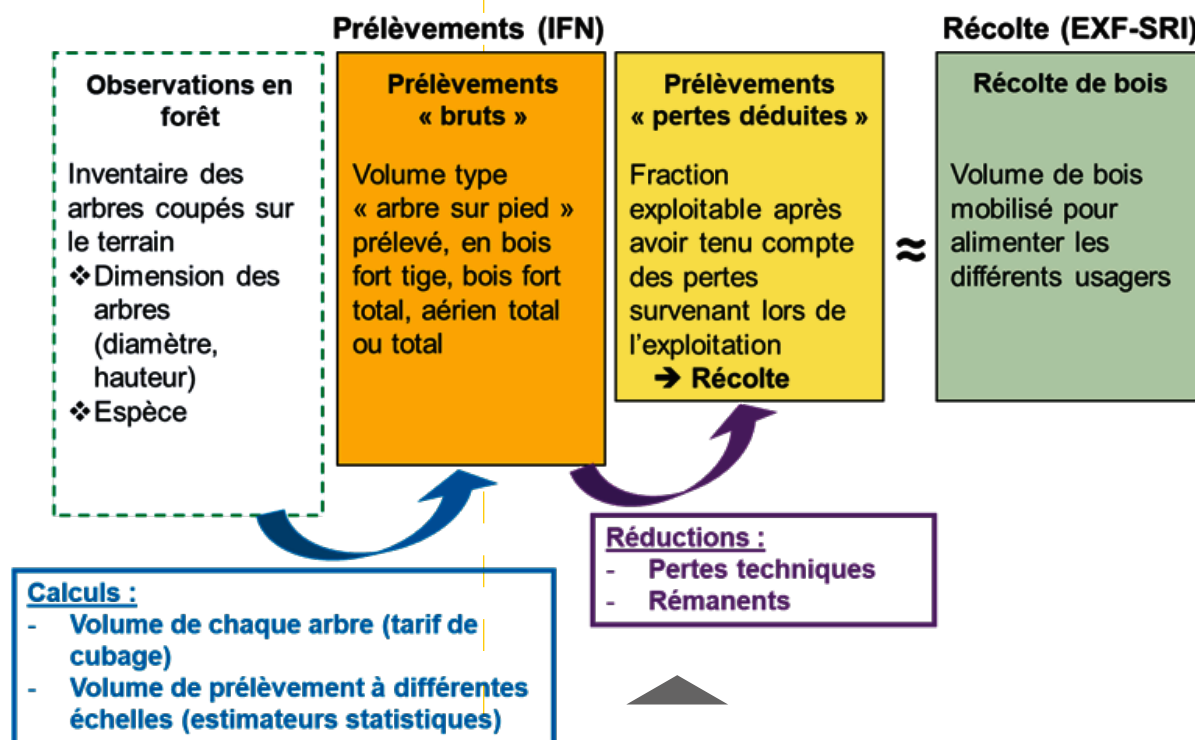 Prélèvements (IFN)
Récolte (EXF-SRI)
Observations en
forêt
Inventaire des
arbres coupés sur
le terrain
❖Dimension des
arbres
(diamètre,
hauteur)
❖Espèce
Prélèvements
« bruts »
Volume type
« arbre sur pied »
prélevé, en bois
fort tige, bois fort
total, aérien total
ou total
Prélèvements
« pertes déduites »
Fraction
exploitable après
avoir tenu compte
des pertes
survenant lors de
l'exploitation
➔ Récolte
≈
Récolte de bois
Volume de bois
mobilisé pour
alimenter les
différents usagers
Calculs :
- Volume de chaque arbre (tarif de
cubage)
- Volume de prélèvement à différentes
échelles (estimateurs statistiques)
Réductions :
- Pertes techniques
- Rémanents